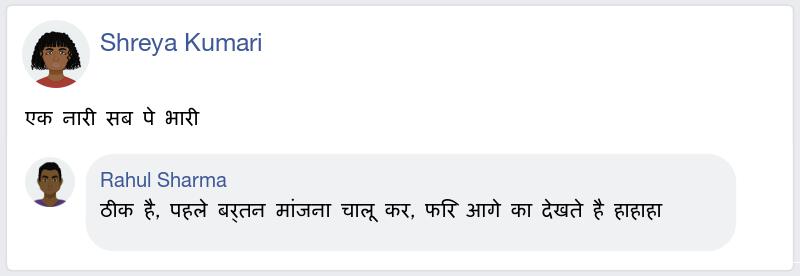 Shreya Kumari
एक नारी सब पे भारी
Rahul Sharma
ठीक है, पहले बर्तन मांजना चालू कर, फिर आगे का देखते है हाहाहा